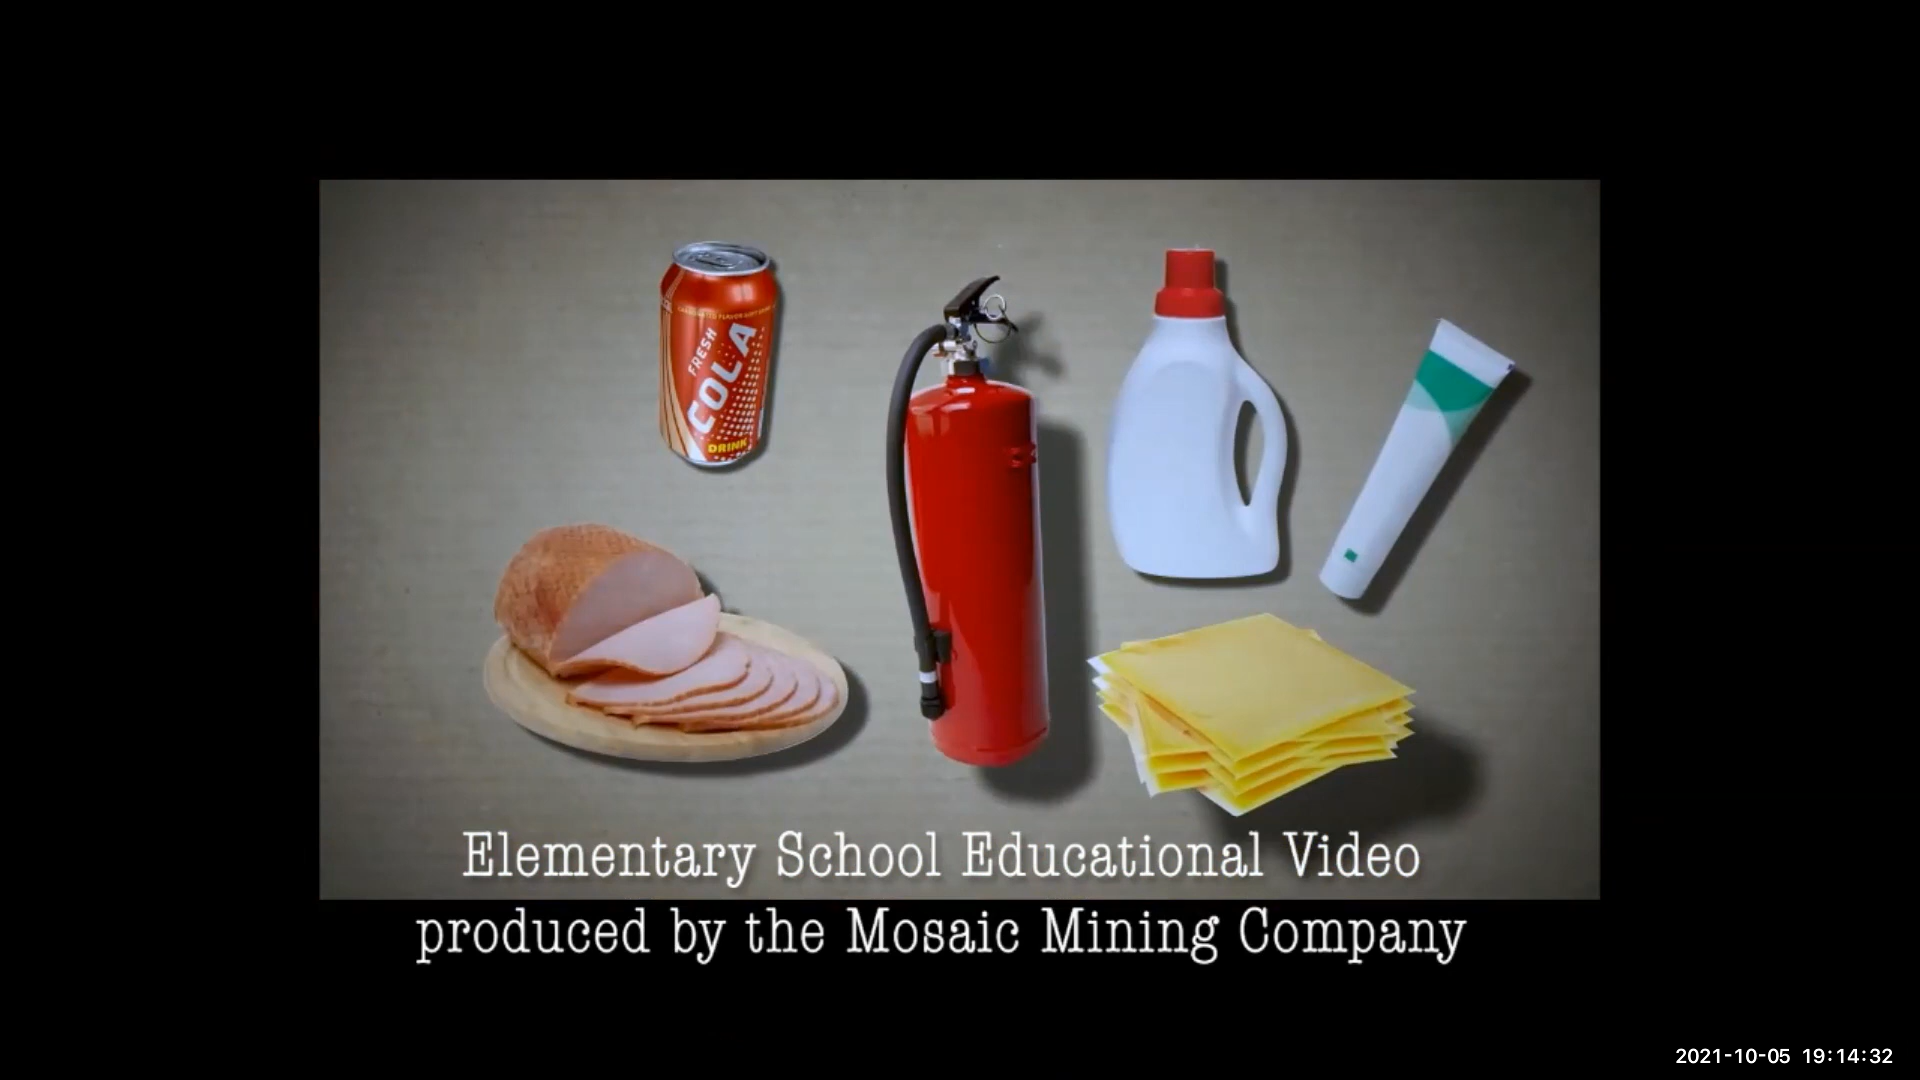 FRESH
COLA
DRINK
Elementary School Educational Video
produced by the Mosaic Mining Company
2021-10-05 19:14:32